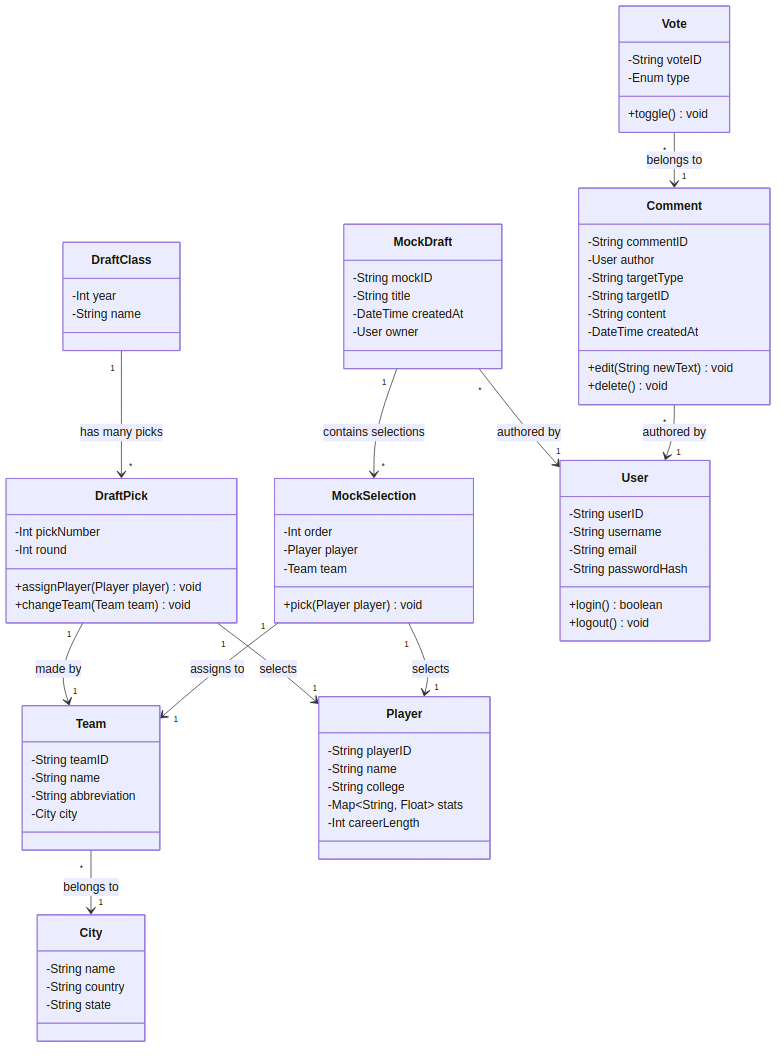 Vote
-String voteID
-Enum type
+toggle() : void
*
belongs to
1
Comment
-String commentID
-User author
-String targetType
-String targetID
-String content
-DateTime createdAt
+edit(String newText) : void
+delete() : void
MockDraft
-String mockID
-String title
-DateTime createdAt
-User owner
DraftClass
-Int year
-String name
1
has many picks
*
1
contains selections
*
*
authored by
1
*
authored by
1
DraftPick
-Int pickNumber
-Int round
+assignPlayer(Player player) : void
+changeTeam(Team team) : void
MockSelection
-Int order
-Player player
-Team team
+pick(Player player) : void
User
-String userID
-String username
-String email
-String passwordHash
+login() : boolean
+logout() : void
1
made by
1
1
assigns to
1
1
selects
1
1
selects
1
Team
-String teamID
-String name
-String abbreviation
-City city
Player
-String playerID
-String name
-String college
-Map<String, Float> stats
-Int careerLength
*
belongs to
1
City
-String name
-String country
-String state